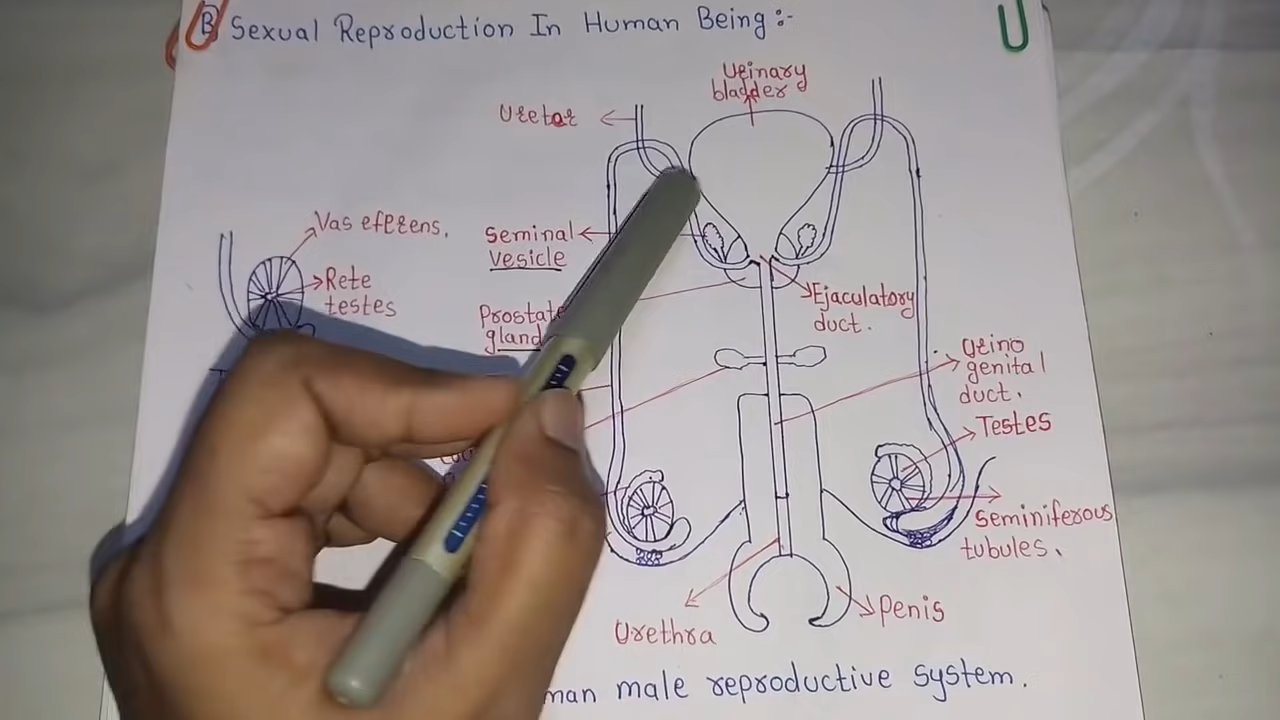 B Sexual Reproduction In Human Being :-
Urinary
bladder
Ureter
Vas efferens.
Seminal
vesicle
Rete
testes
Prostate
gland
Ejaculatory
duct.
Urino
genital
duct.
Testes
Seminiferous
tubules.
Penis
Urethra
man male reproductive system.